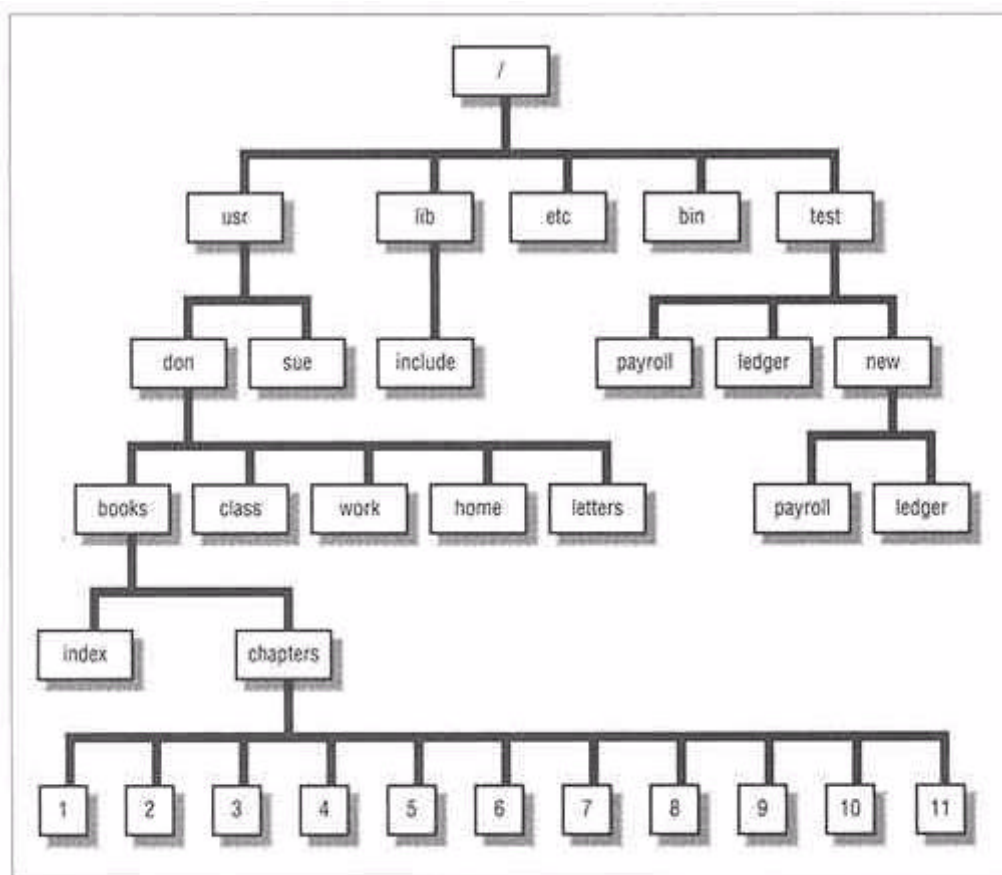 /
usr lib etc bin test
don sue include payroll ledger new
books class work home letters payroll ledger
index chapters
1 2 3 4 5 6 7 8 9 10 11